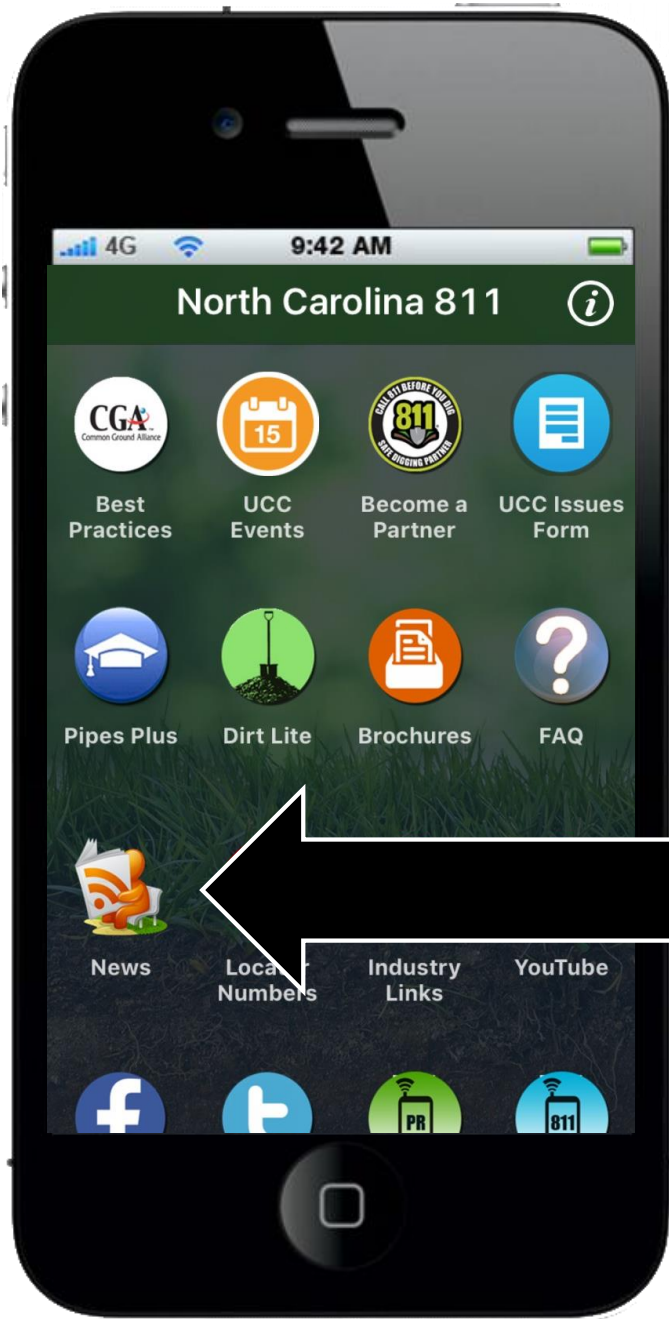 4G 9:42 AM
North Carolina 811
CGA
Common Ground Alliance
15
CALL 811 BEFORE YOU DIG
811
SAFE DIGGING PARTNER
Best Practices
UCC Events
Become a Partner
UCC Issues Form
?
Pipes Plus
Dirt Lite
Brochures
FAQ
News
Numbers
Industry Links
YouTube
f
t
PR
811